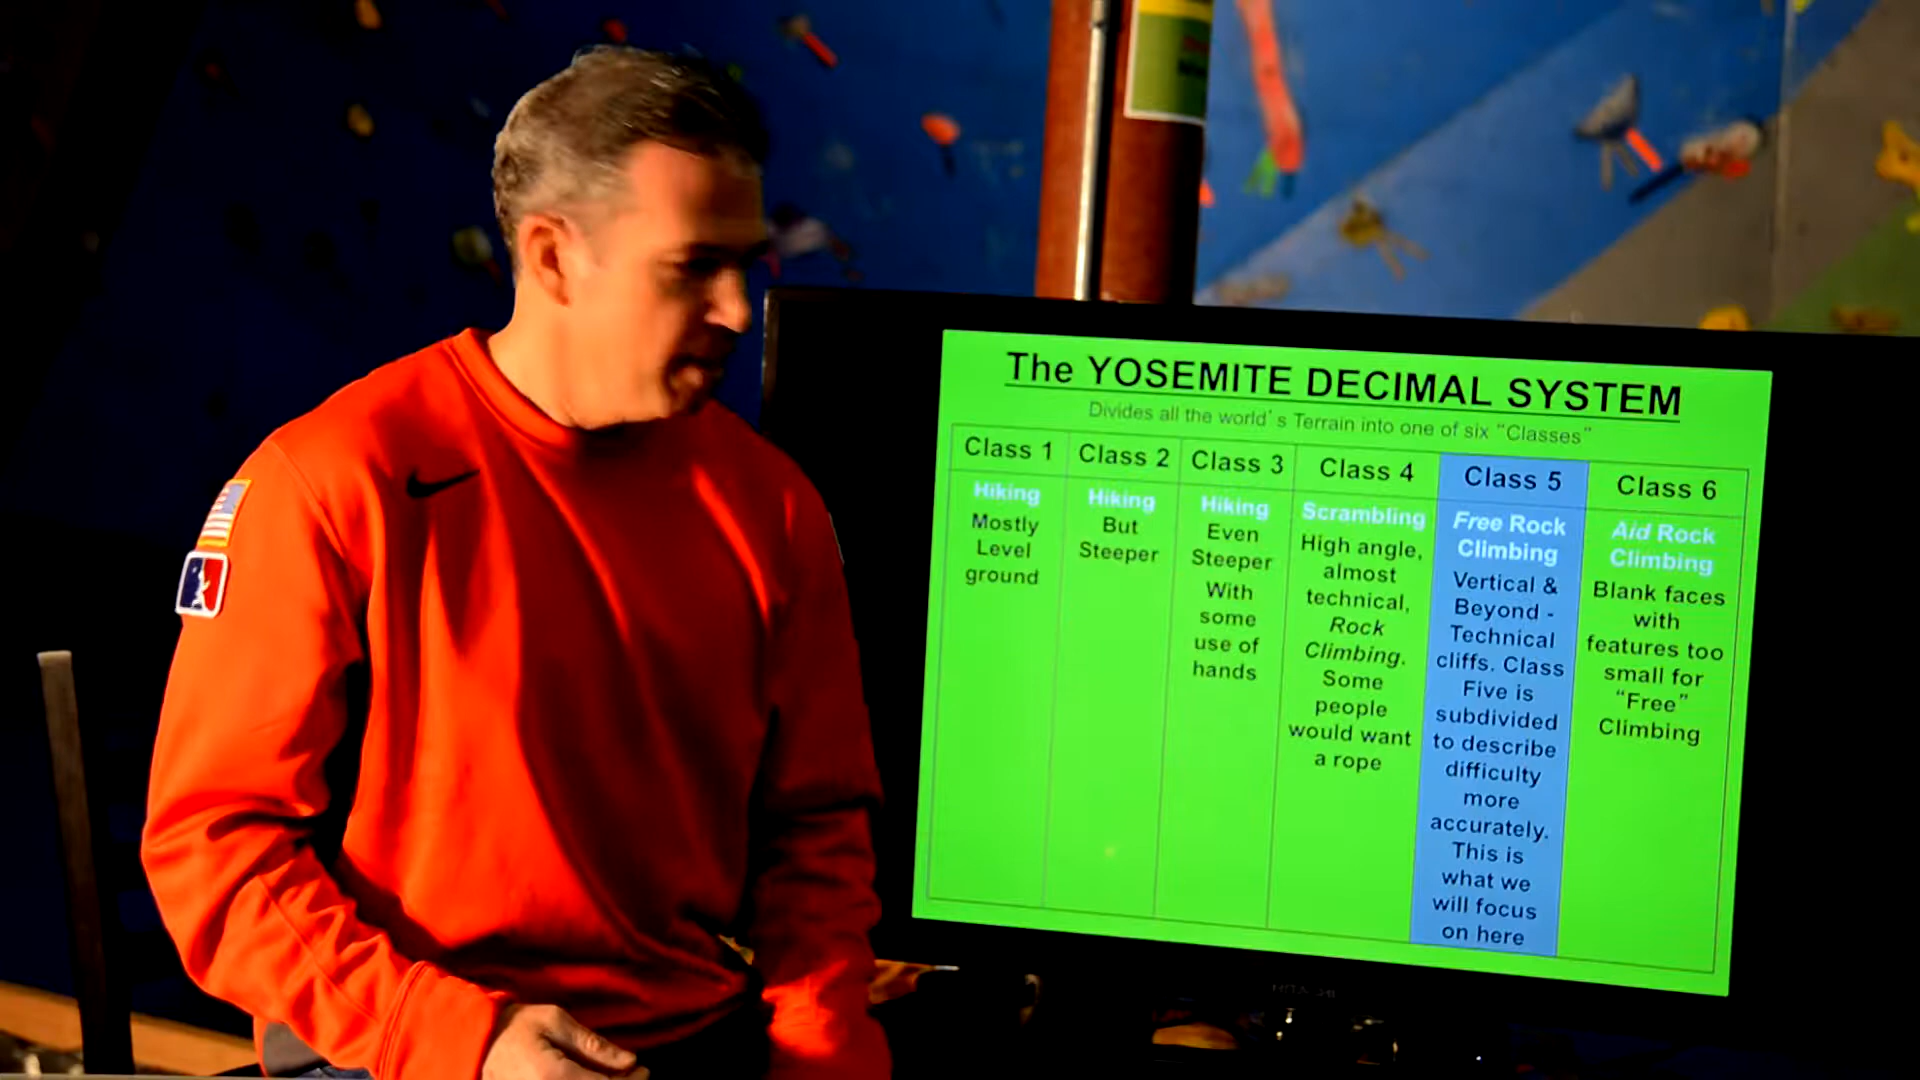 The YOSEMITE DECIMAL SYSTEM
Divides all the world's Terrain into one of six "Classes"
Class 1
Hiking
Mostly
Level
ground
Class 2
Hiking
But
Steeper
Class 3
Hiking
Even
Steeper
With
some
use of
hands
Class 4
Scrambling
High angle,
almost
technical,
Rock
Climbing.
Some
people
would want
a rope
Class 5
Free Rock
Climbing
Vertical &
Beyond -
Technical
cliffs. Class
Five is
subdivided
to describe
difficulty
more
accurately.
This is
what we
will focus
on here
Class 6
Aid Rock
Climbing
Blank faces
with
features too
small for
"Free"
Climbing